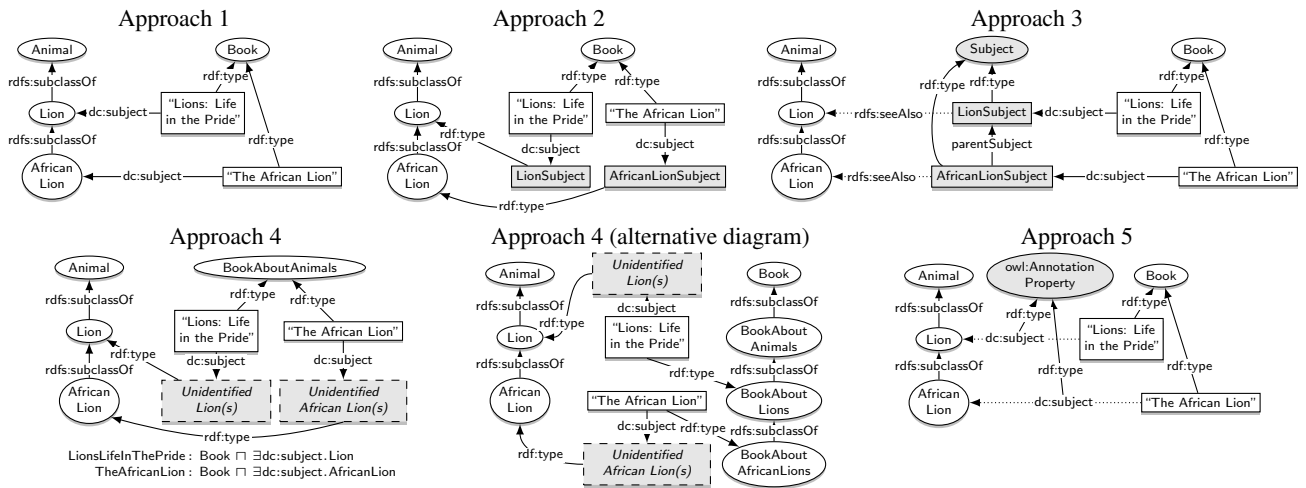 Approach 1
Animal
Book
rdfs:subclassOf
rdf:type
Lion
dc:subject
“Lions: Life
in the Pride”
rdfs:subclassOf
rdf:type
African
Lion
dc:subject
“The African Lion”
Approach 2
Animal
Book
rdfs:subclassOf
rdf:type
rdf:type
Lion
“Lions: Life
in the Pride”
“The African Lion”
rdfs:subclassOf
rdf:type
dc:subject
dc:subject
African
Lion
LionSubject
AfricanLionSubject
rdf:type
Approach 3
Animal
Subject
Book
rdfs:subclassOf
rdf:type
rdf:type
rdf:type
Lion
rdfs:seeAlso
LionSubject
dc:subject
“Lions: Life
in the Pride”
rdfs:subclassOf
parentSubject
rdf:type
African
Lion
rdfs:seeAlso
AfricanLionSubject
dc:subject
“The African Lion”
Approach 4
Animal
BookAboutAnimals
rdfs:subclassOf
rdf:type
rdf:type
Lion
“Lions: Life
in the Pride”
“The African Lion”
rdfs:subclassOf
rdf:type
dc:subject
dc:subject
African
Lion
Unidentified
Lion(s)
Unidentified
African Lion(s)
rdf:type
LionsLifeInThePride: Book ⊓ ∃dc:subject.Lion
TheAfricanLion: Book ⊓ ∃dc:subject.AfricanLion
Approach 4 (alternative diagram)
Animal
Unidentified
Lion(s)
Book
rdfs:subclassOf
dc:subject
rdfs:subclassOf
rdf:type
Lion
“Lions: Life
in the Pride”
BookAbout
Animals
rdfs:subclassOf
rdf:type
rdfs:subclassOf
African
Lion
“The African Lion”
BookAbout
Lions
dc:subject
rdf:type
rdfs:subclassOf
rdf:type
Unidentified
African Lion(s)
BookAbout
AfricanLions
Approach 5
Animal
owl:Annotation
Property
Book
rdfs:subclassOf
rdf:type
rdf:type
Lion
dc:subject
“Lions: Life
in the Pride”
rdfs:subclassOf
rdf:type
rdf:type
African
Lion
dc:subject
“The African Lion”